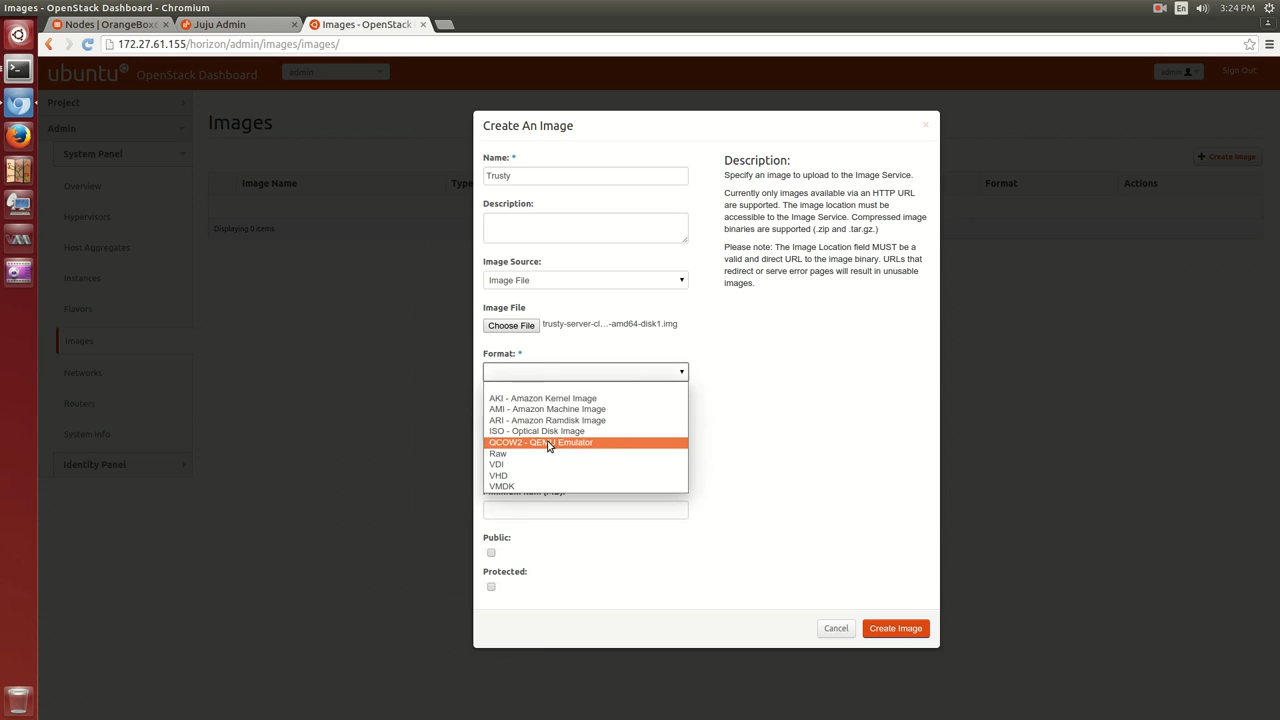 Images - OpenStack Dashboard - Chromium
En
3:24 PM
Nodes | OrangeBox
Juju Admin
Images - OpenStack
172.27.61.155/horizon/admin/images/images/
ubuntu OpenStack Dashboard
admin
admin
Sign Out
Project
Admin
System Panel
Overview
Hypervisors
Host Aggregates
Instances
Flavors
Images
Networks
Routers
System Info
Identity Panel
Images
+ Create Image
Image Name
Type
Format
Actions
Displaying 0 items
Create An Image
×
Name: *
Trusty
Description:
Image Source:
Image File
Image File
Choose File trusty-server-cl…-amd64-disk1.img
Format: *
AKI - Amazon Kernel Image
AMI - Amazon Machine Image
ARI - Amazon Ramdisk Image
ISO - Optical Disk Image
QCOW2 - QEMU Emulator
Raw
VDI
VHD
VMDK
Minimum Ram (MB):
Public:
Protected:
Description:
Specify an image to upload to the Image Service.
Currently only images available via an HTTP URL
are supported. The image location must be
accessible to the Image Service. Compressed image
binaries are supported (.zip and .tar.gz.)
Please note: The Image Location field MUST be a
valid and direct URL to the image binary. URLs that
redirect or serve error pages will result in unusable
images.
Cancel
Create Image